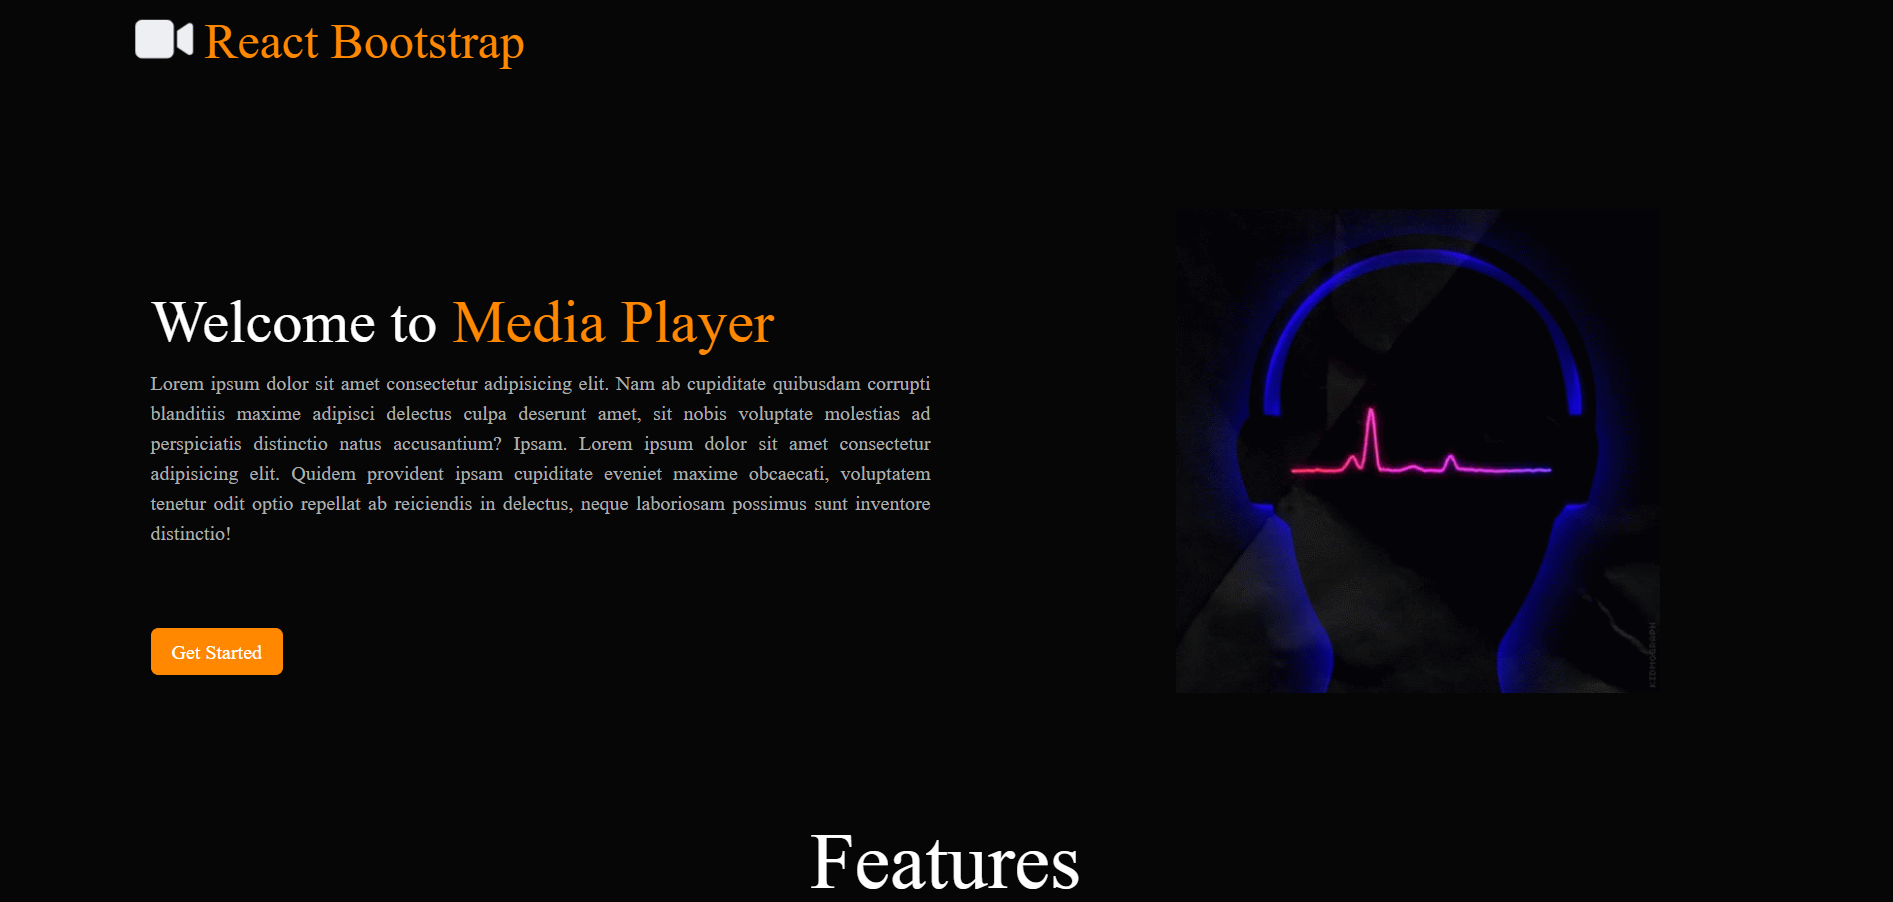 React Bootstrap
Welcome to Media Player
Lorem ipsum dolor sit amet consectetur adipisicing elit. Nam ab cupiditate quibusdam corrupti
blanditiis maxime adipisci delectus culpa deserunt amet, sit nobis voluptate molestias ad
perspiciatis distinctio natus accusantium? Ipsam. Lorem ipsum dolor sit amet consectetur
adipisicing elit. Quidem provident ipsam cupiditate eveniet maxime obcaecati, voluptatem
tenetur odit optio repellat ab reiciendis in delectus, neque laboriosam possimus sunt inventore
distinctio!
Get Started
KIDMOGRAPH
Features